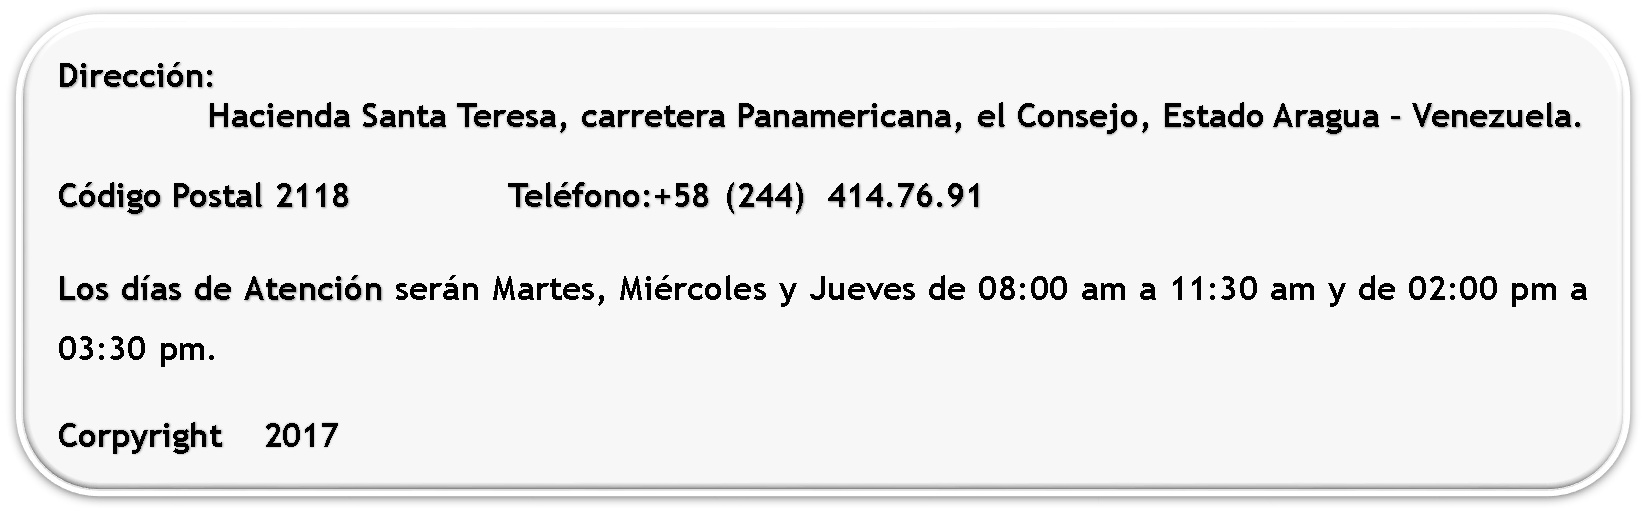 Dirección:
Hacienda Santa Teresa, carretera Panamericana, el Consejo, Estado Aragua – Venezuela.
Código Postal 2118 Teléfono:+58 (244) 414.76.91
Los días de Atención serán Martes, Miércoles y Jueves de 08:00 am a 11:30 am y de 02:00 pm a
03:30 pm.
Corpyright 2017